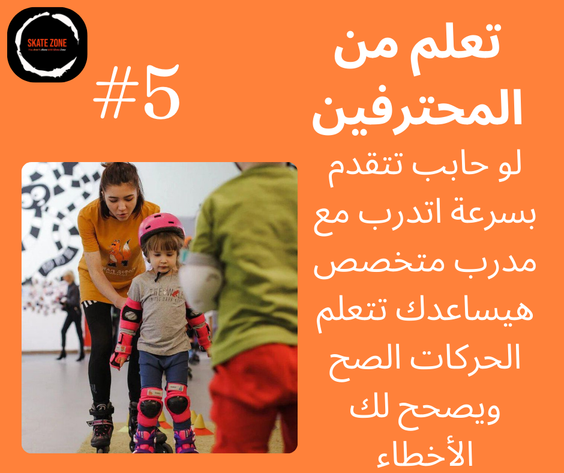 SKATE ZONE
#5
تعلم من
المحترفين
لو حابب تتقدم
بسرعة اتدرب مع
مدرب متخصص
هيساعدك تتعلم
الحركات الصح
ويصحح لك
الأخطاء